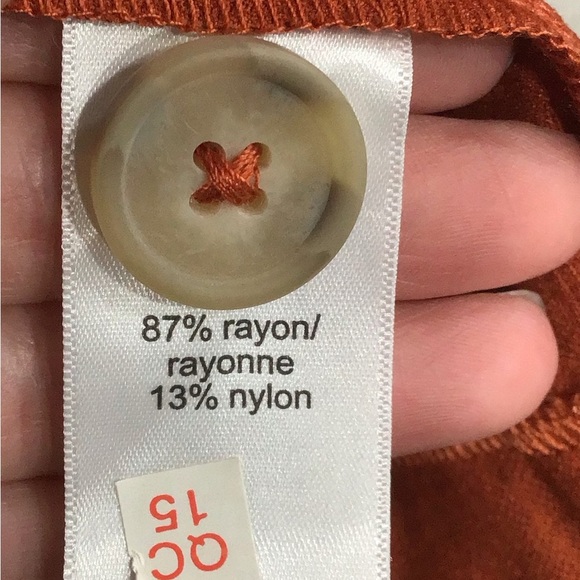 87% rayon/
rayonne
13% nylon
QC
15